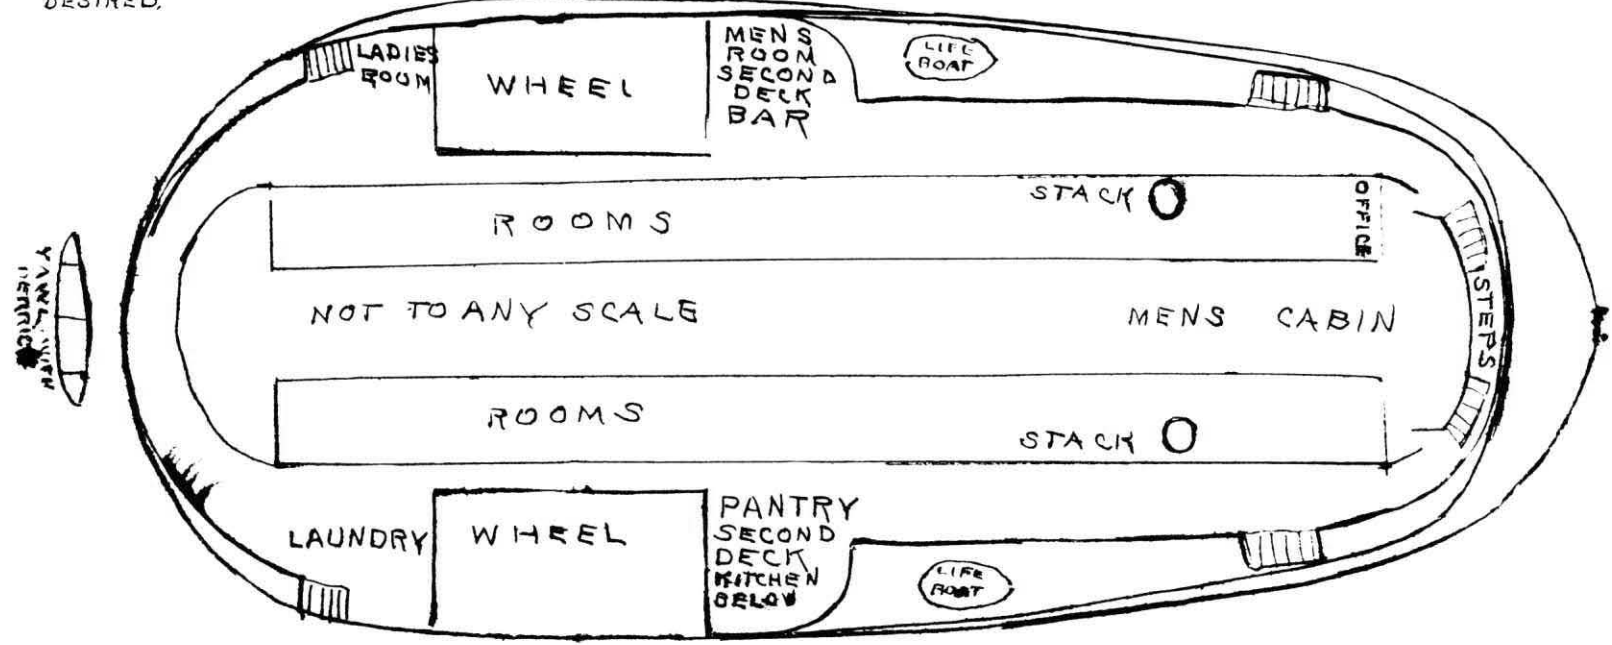 DESIRED.
LADIES
ROOM
WHEEL
MENS
ROOM
SECOND
DECK
BAR
LIFE
BOAT
ROOMS
STACK
OFFICE
NOT TO ANY SCALE
MENS CABIN
STEPS
YAWL WITH
DERRICK
ROOMS
STACK
LAUNDRY
WHEEL
PANTRY
SECOND
DECK
KITCHEN
BELOW
LIFE
BOAT